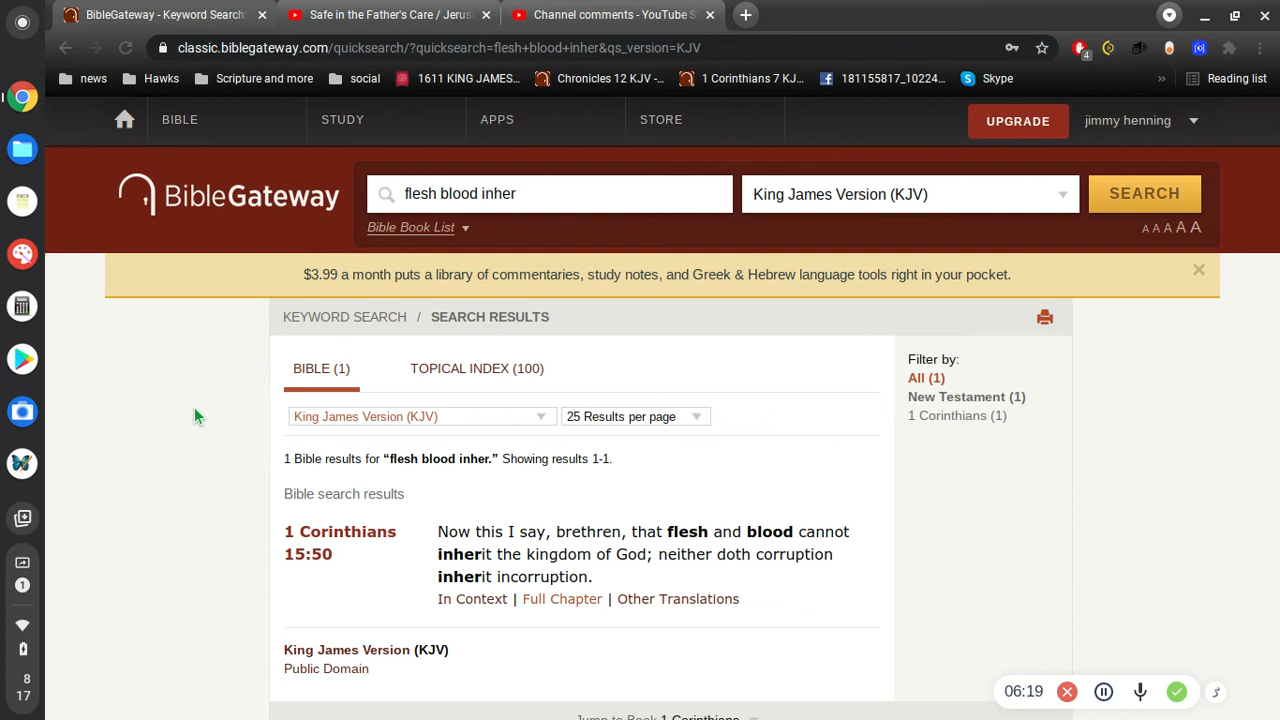 BibleGateway - Keyword Search:
Safe in the Father's Care / Jerus
Channel comments - YouTube S
classic.biblegateway.com/quicksearch/?quicksearch=flesh+blood+inher&qs_version=KJV
4
news
Hawks
Scripture and more
social
1611 KING JAMES...
Chronicles 12 KJV -...
1 Corinthians 7 KJ...
181155817_10224...
Skype
»
Reading list
BIBLE
STUDY
APPS
STORE
UPGRADE
jimmy henning
BibleGateway
flesh blood inher
King James Version (KJV)
SEARCH
Bible Book List
A A A A A
$3.99 a month puts a library of commentaries, study notes, and Greek & Hebrew language tools right in your pocket.
KEYWORD SEARCH / SEARCH RESULTS
BIBLE (1)
TOPICAL INDEX (100)
King James Version (KJV)
25 Results per page
1 Bible results for “flesh blood inher.” Showing results 1-1.
Bible search results
1 Corinthians
15:50
Now this I say, brethren, that flesh and blood cannot
inherit the kingdom of God; neither doth corruption
inherit incorruption.
In Context | Full Chapter | Other Translations
King James Version (KJV)
Public Domain
Filter by:
All (1)
New Testament (1)
1 Corinthians (1)
Jump to Book 1 Corinthians
1
8
17
06:19